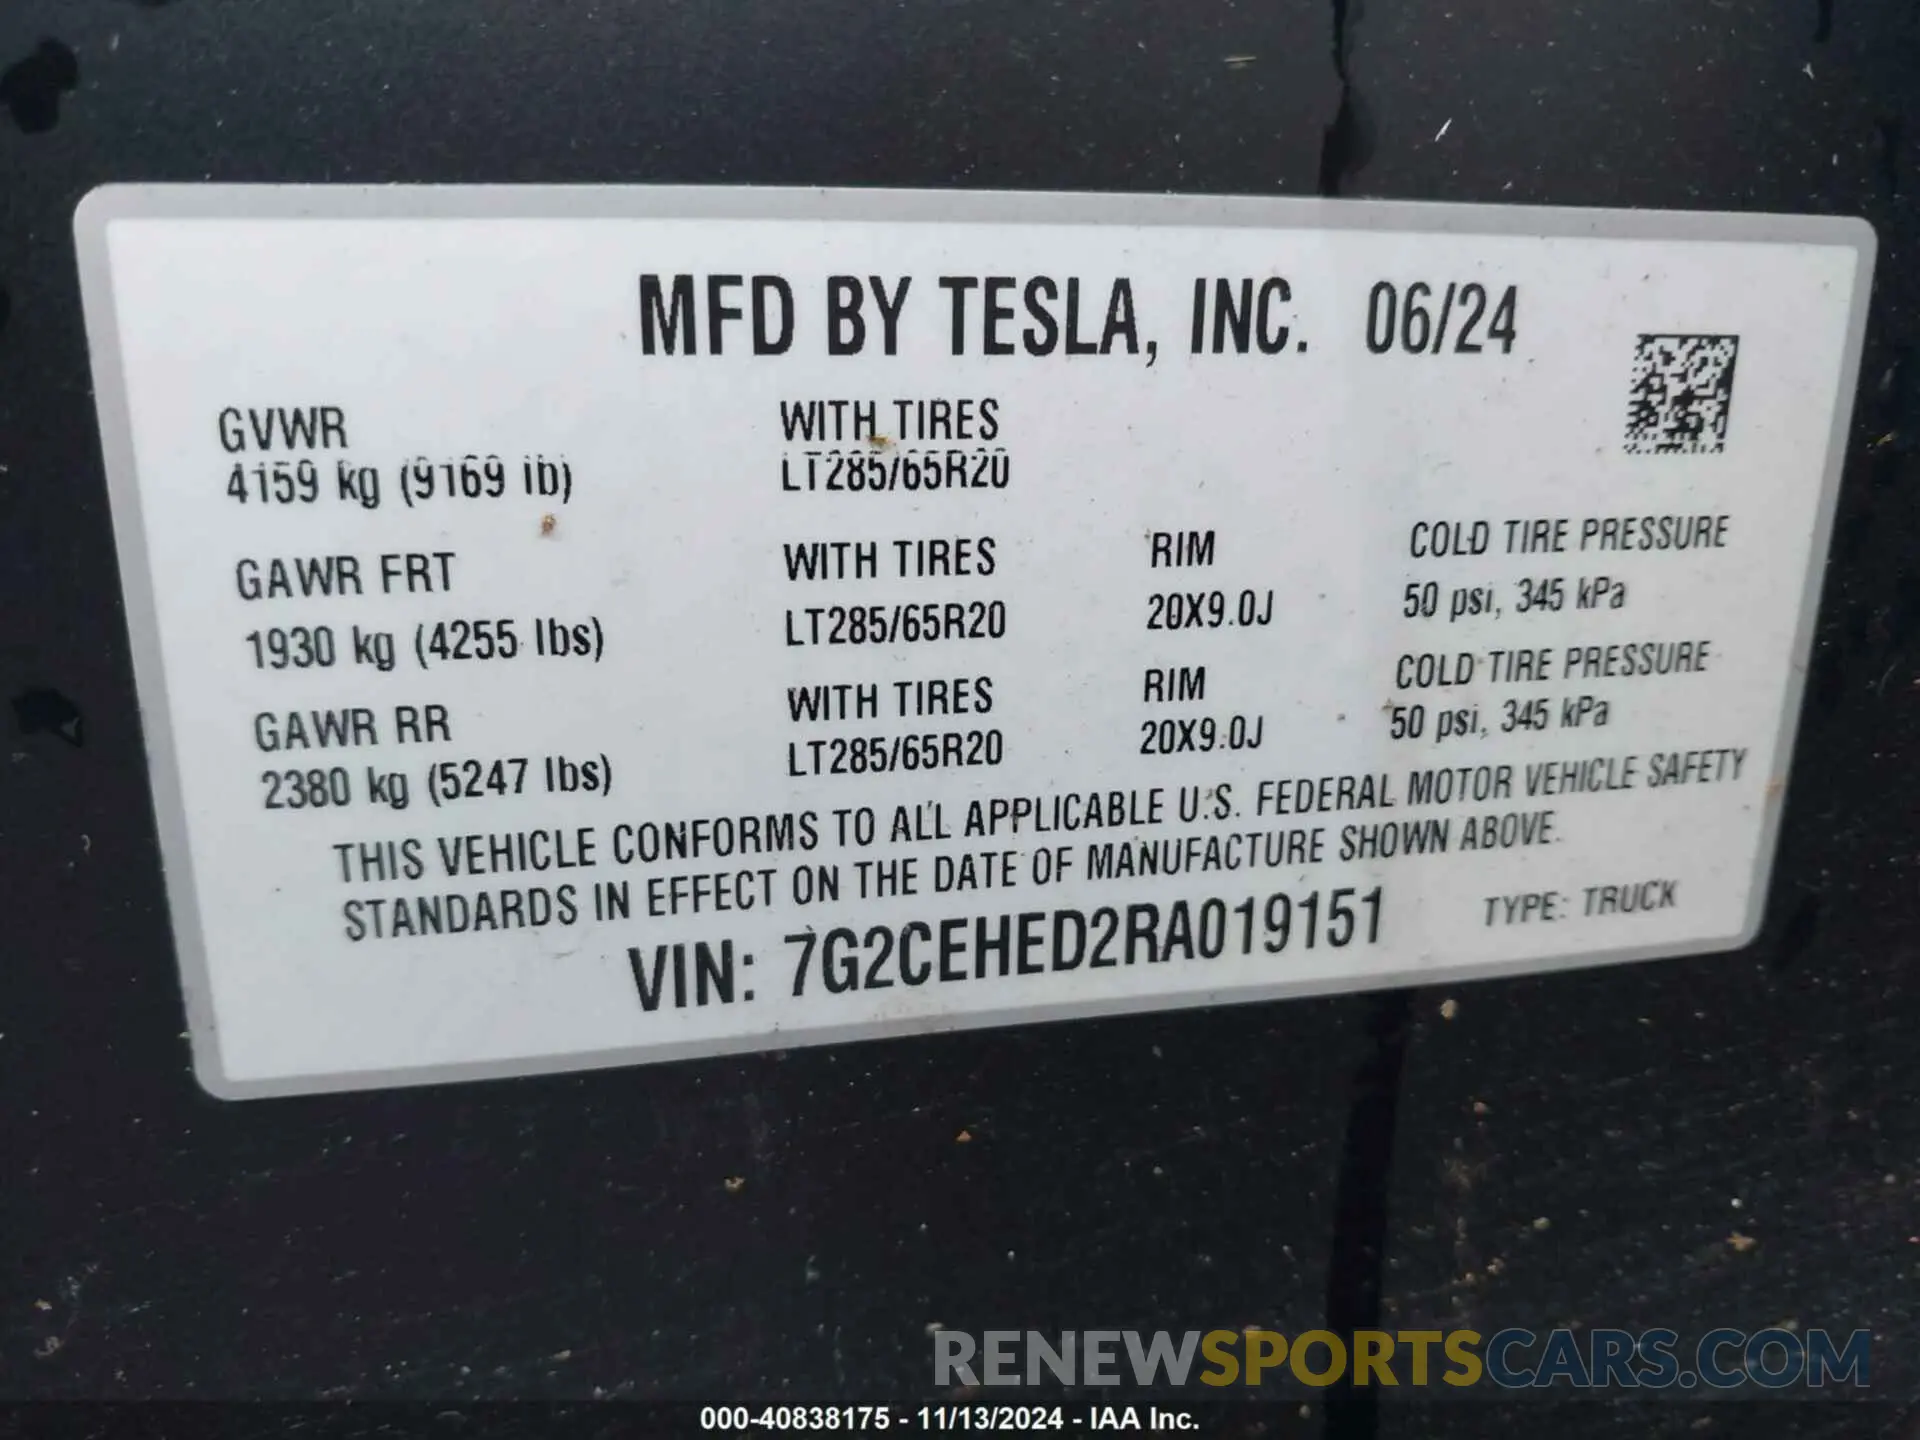 MFD BY TESLA, INC. 06/24
GVWR WITH TIRES
4159 kg (9169 lb) LT285/65R20
GAWR FRT WITH TIRES RIM COLD TIRE PRESSURE
1930 kg (4255 lbs) LT285/65R20 20X9.0J 50 psi, 345 kPa
GAWR RR WITH TIRES RIM COLD TIRE PRESSURE
2380 kg (5247 lbs) LT285/65R20 20X9.0J 50 psi, 345 kPa
THIS VEHICLE CONFORMS TO ALL APPLICABLE U.S. FEDERAL MOTOR VEHICLE SAFETY
STANDARDS IN EFFECT ON THE DATE OF MANUFACTURE SHOWN ABOVE.
VIN: 7G2CEHED2RA019151 TYPE: TRUCK
RENEWSPORTSCARS.COM
000-40838175 - 11/13/2024 - IAA Inc.